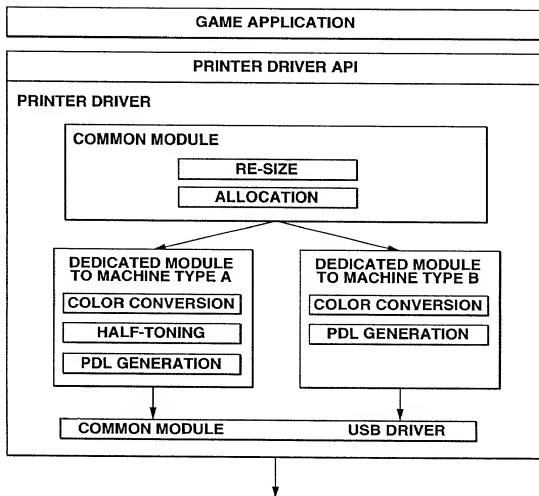 GAME APPLICATION
PRINTER DRIVER API
PRINTER DRIVER
COMMON MODULE
RE-SIZE
ALLOCATION
DEDICATED MODULE
TO MACHINE TYPE A
COLOR CONVERSION
HALF-TONING
PDL GENERATION
DEDICATED MODULE
TO MACHINE TYPE B
COLOR CONVERSION
PDL GENERATION
COMMON MODULE USB DRIVER